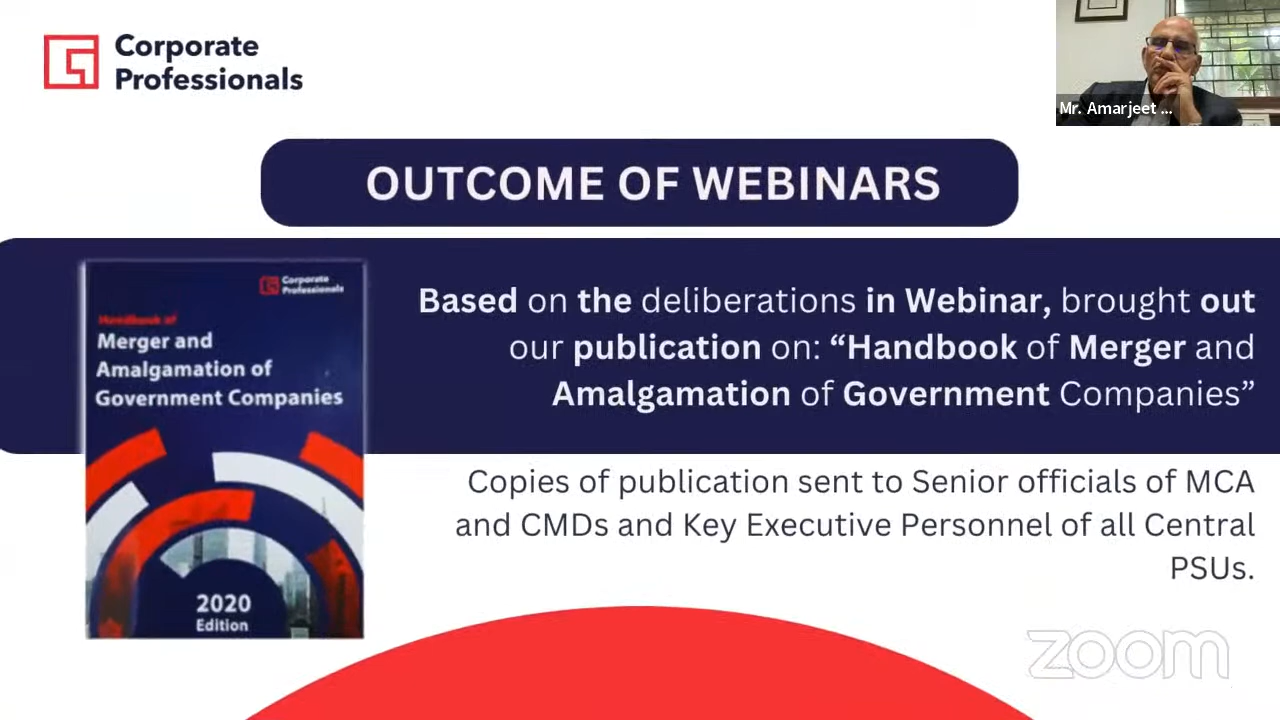 Corporate
Professionals
Mr. Amarjeet ...
OUTCOME OF WEBINARS
Corporate
Professionals
Handbook of
Merger and
Amalgamation of
Government Companies
2020
Edition
Based on the deliberations in Webinar, brought out
our publication on: “Handbook of Merger and
Amalgamation of Government Companies”
Copies of publication sent to Senior officials of MCA
and CMDs and Key Executive Personnel of all Central
PSUs.
zoom